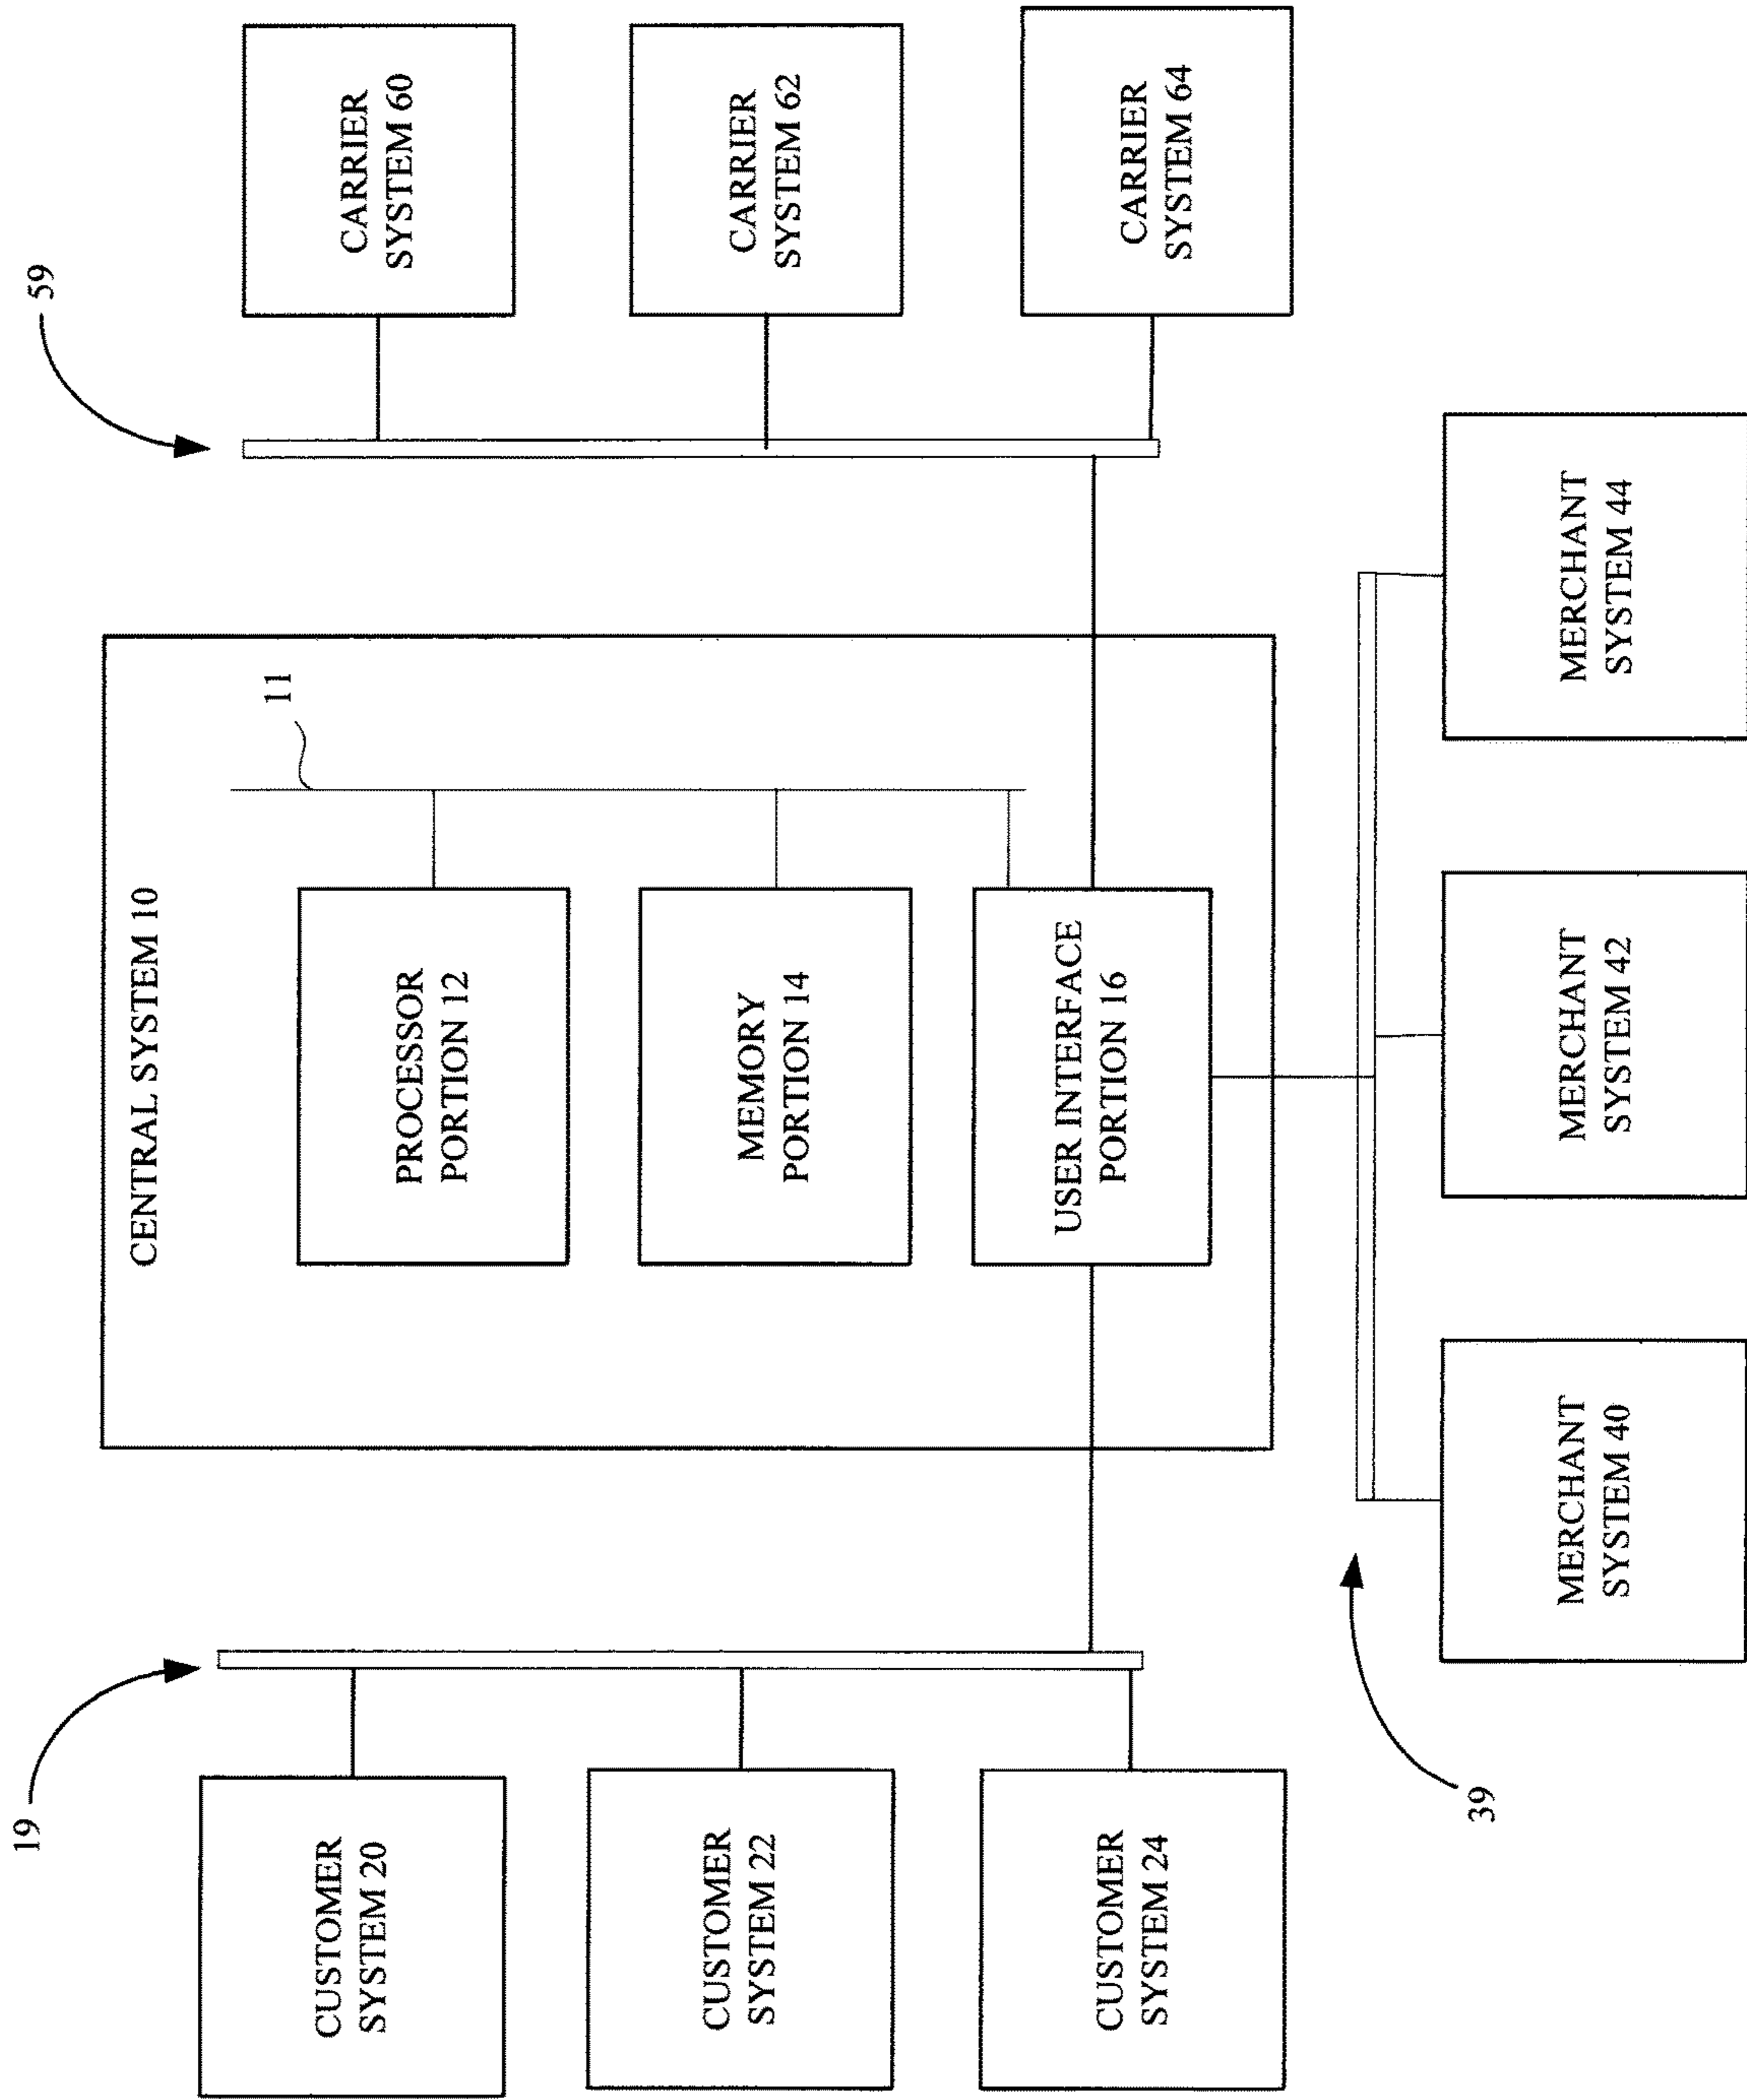 19
59
CENTRAL SYSTEM 10
11
CUSTOMER
SYSTEM 20
PROCESSOR
PORTION 12
CARRIER
SYSTEM 60
CUSTOMER
SYSTEM 22
MEMORY
PORTION 14
CARRIER
SYSTEM 62
CUSTOMER
SYSTEM 24
USER INTERFACE
PORTION 16
CARRIER
SYSTEM 64
39
MERCHANT
SYSTEM 40
MERCHANT
SYSTEM 42
MERCHANT
SYSTEM 44